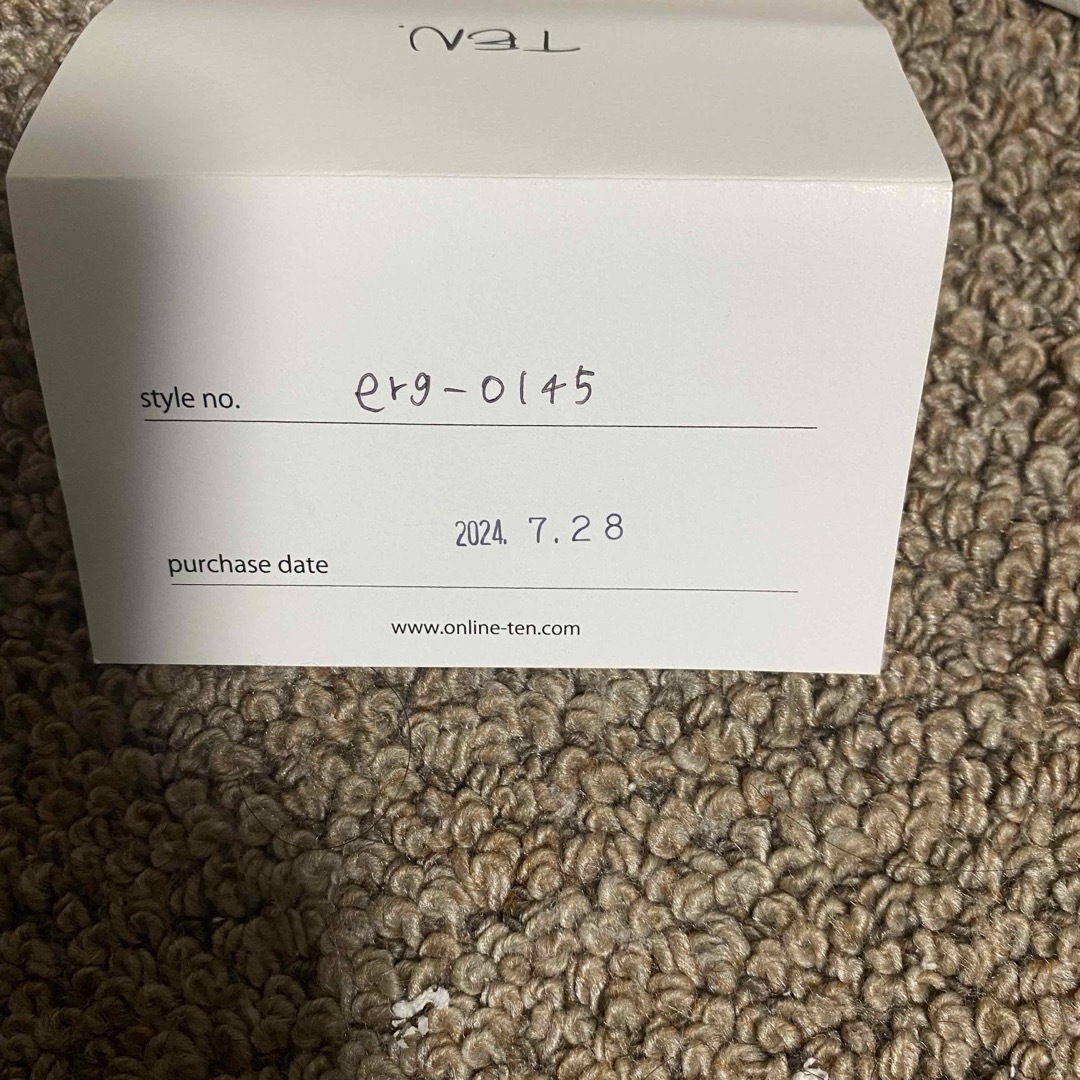 TEN.
style no. erg-0145
purchase date 2024. 7.28
www.online-ten.com